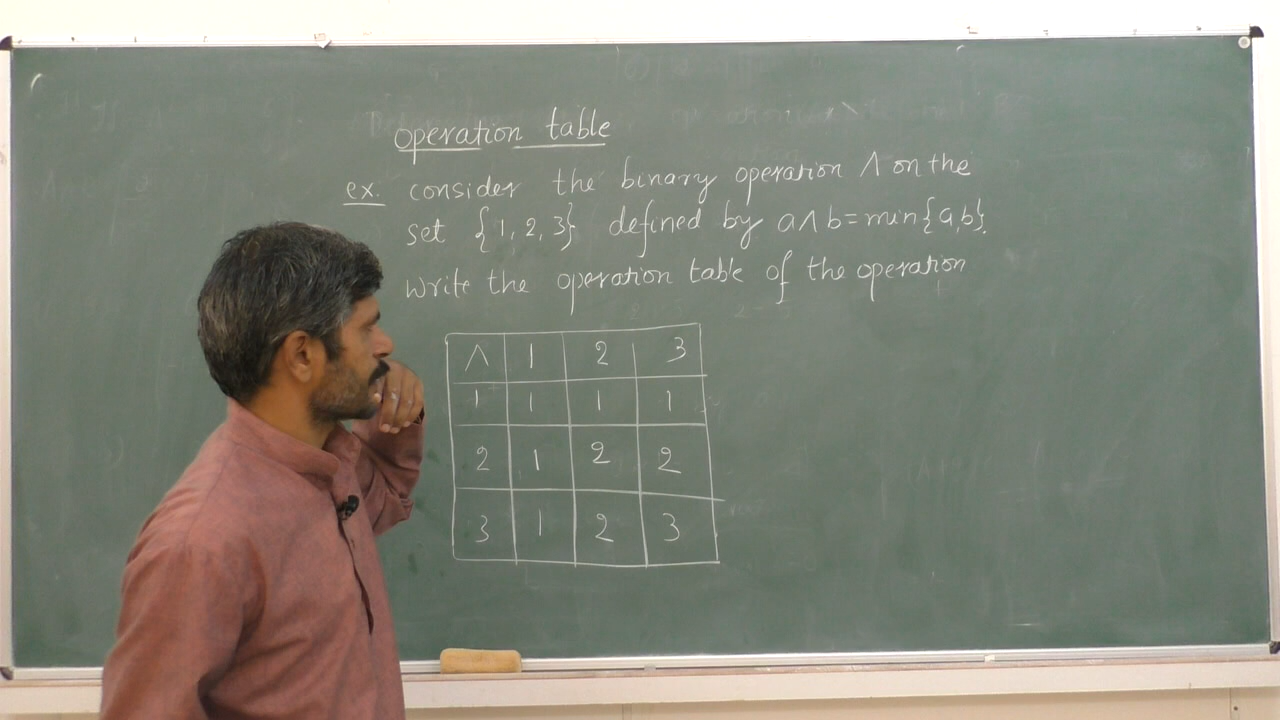 operation table
ex. consider the binary operation ∧ on the
set {1, 2, 3} defined by a∧b=min{a,b}.
Write the operation table of the operation
∧ 1 2 3
1 1 1 1
2 1 2 2
3 1 2 3